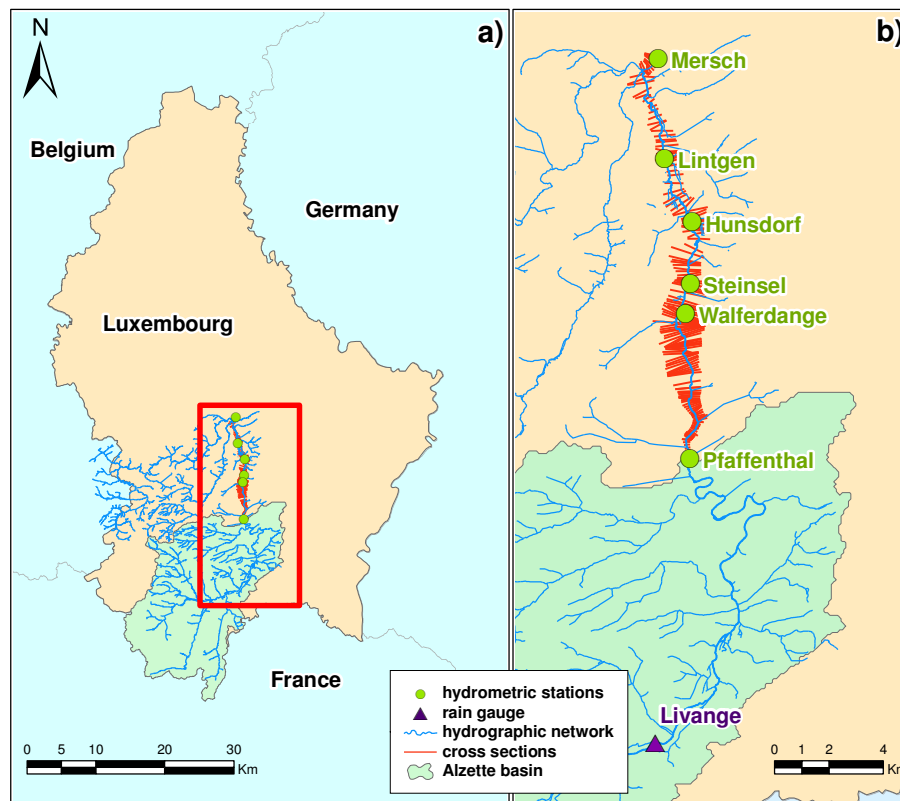 N
a)
Belgium
Germany
Luxembourg
France
0 5 10 20 30
Km
b)
Mersch
Lintgen
Hunsdorf
Steinsel
Walferdange
Pfaffenthal
Livange
0 2 4
Km
hydrometric stations
rain gauge
hydrographic network
cross sections
Alzette basin